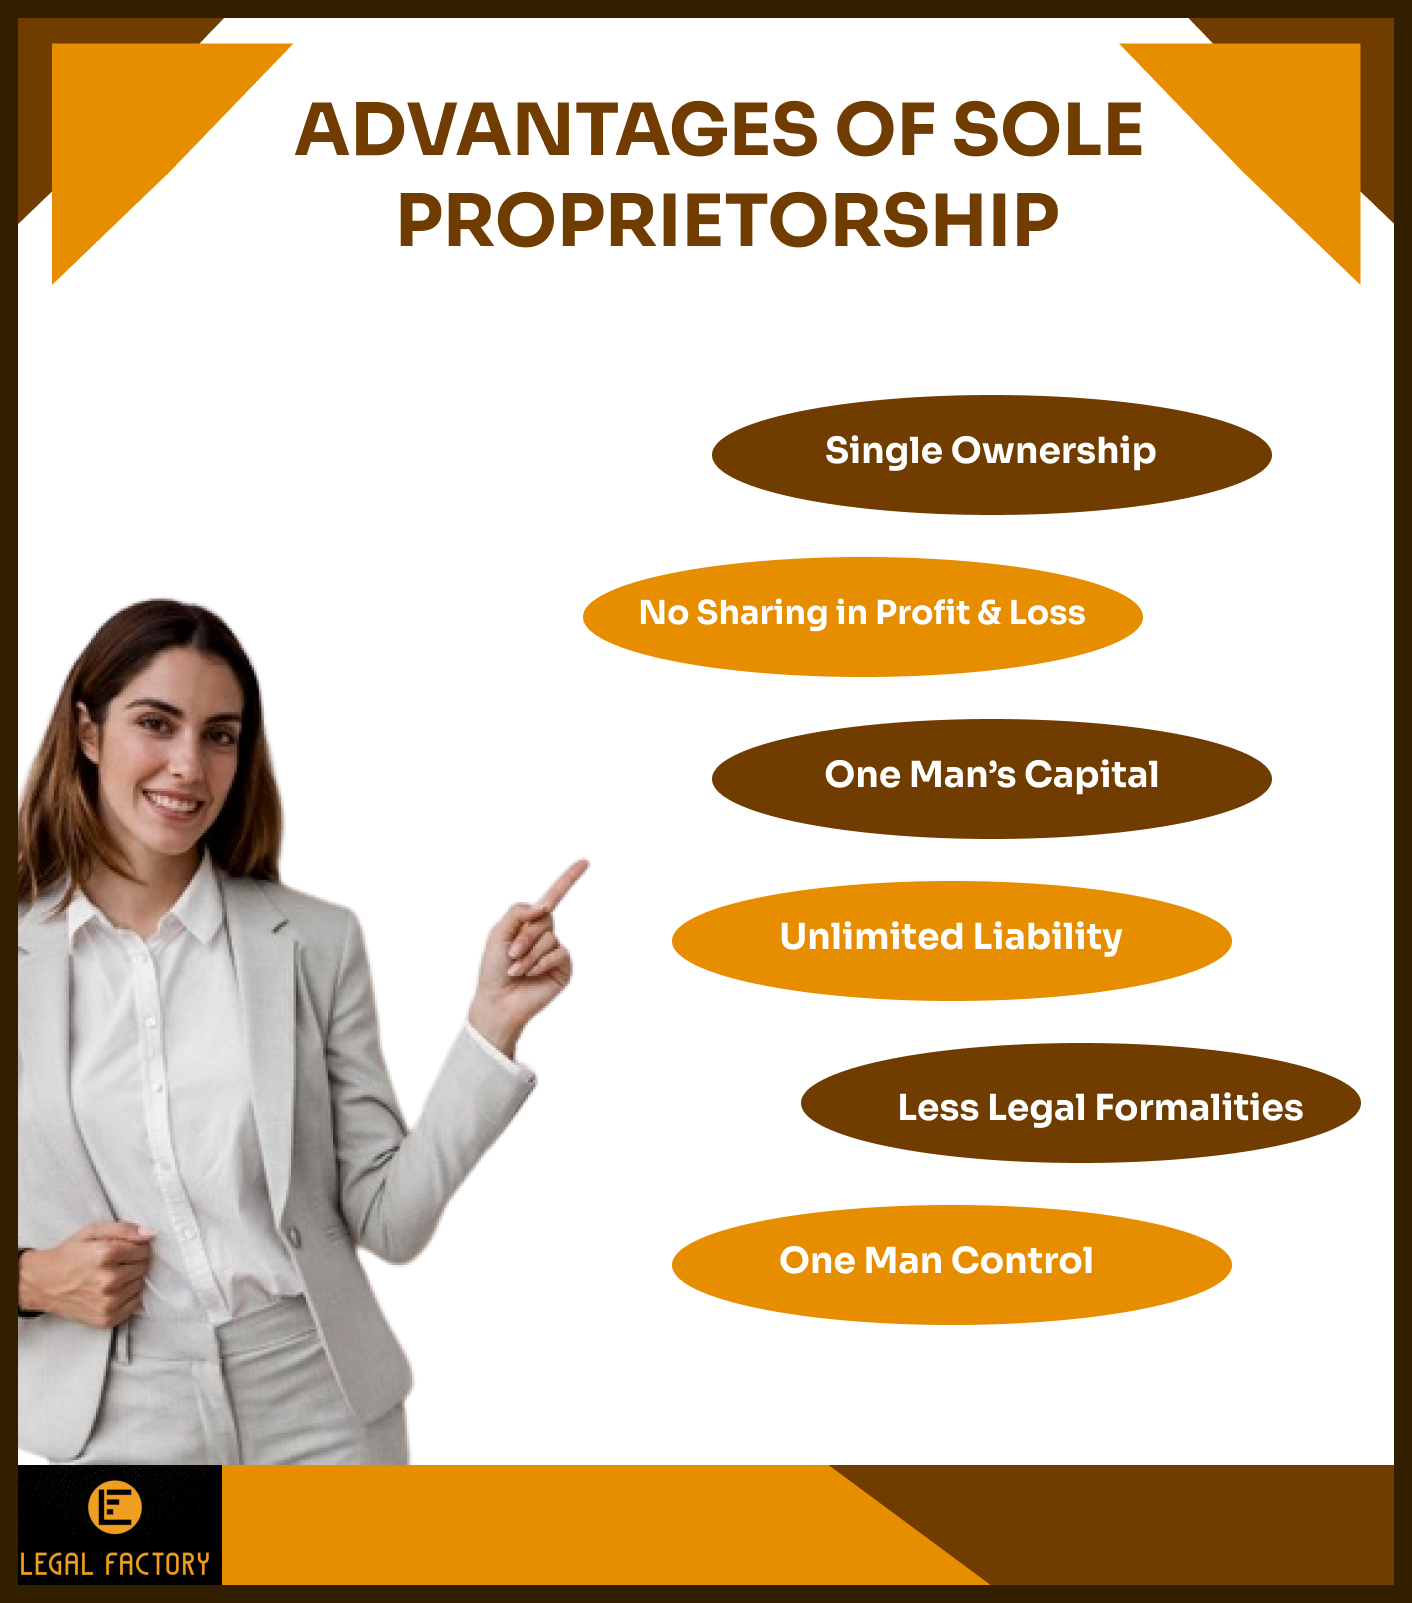 ADVANTAGES OF SOLE
PROPRIETORSHIP
Single Ownership
No Sharing in Profit & Loss
One Man’s Capital
Unlimited Liability
Less Legal Formalities
One Man Control
LEGAL FACTORY